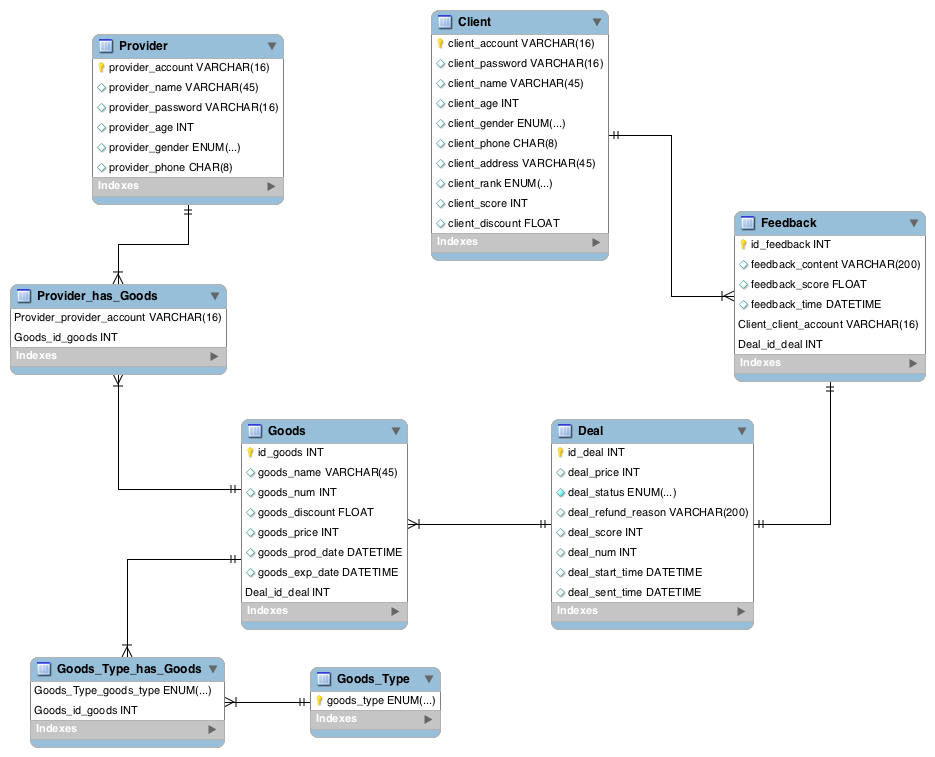 Provider
provider_account VARCHAR(16)
provider_name VARCHAR(45)
provider_password VARCHAR(16)
provider_age INT
provider_gender ENUM(...)
provider_phone CHAR(8)
Indexes
Client
client_account VARCHAR(16)
client_password VARCHAR(16)
client_name VARCHAR(45)
client_age INT
client_gender ENUM(...)
client_phone CHAR(8)
client_address VARCHAR(45)
client_rank ENUM(...)
client_score INT
client_discount FLOAT
Indexes
Feedback
id_feedback INT
feedback_content VARCHAR(200)
feedback_score FLOAT
feedback_time DATETIME
Client_client_account VARCHAR(16)
Deal_id_deal INT
Indexes
Provider_has_Goods
Provider_provider_account VARCHAR(16)
Goods_id_goods INT
Indexes
Goods
id_goods INT
goods_name VARCHAR(45)
goods_num INT
goods_discount FLOAT
goods_price INT
goods_prod_date DATETIME
goods_exp_date DATETIME
Deal_id_deal INT
Indexes
Deal
id_deal INT
deal_price INT
deal_status ENUM(...)
deal_refund_reason VARCHAR(200)
deal_score INT
deal_num INT
deal_start_time DATETIME
deal_sent_time DATETIME
Indexes
Goods_Type_has_Goods
Goods_Type_goods_type ENUM(...)
Goods_id_goods INT
Indexes
Goods_Type
goods_type ENUM(...)
Indexes